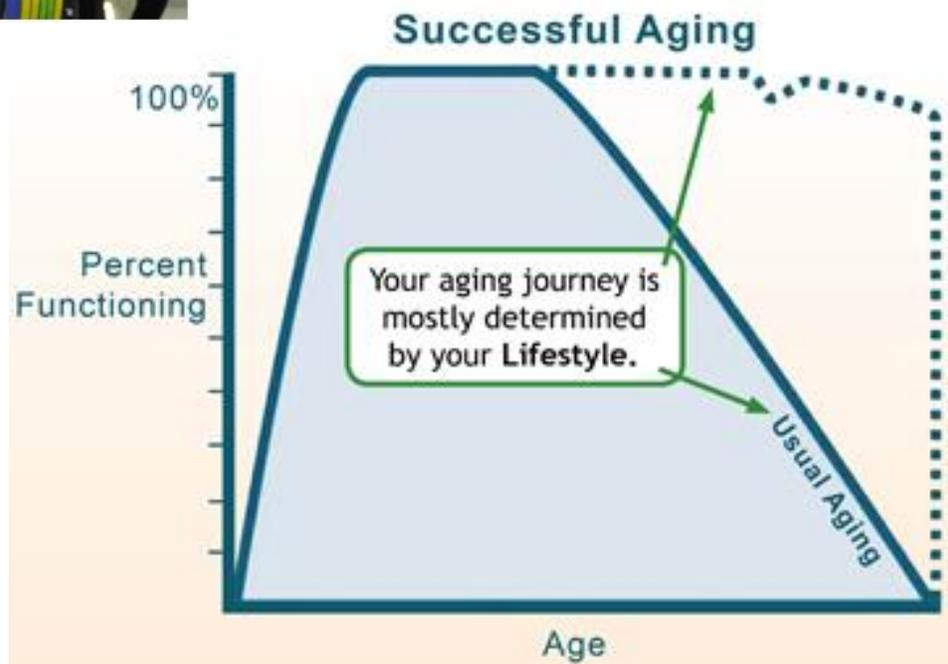 Successful Aging
100%
Percent
Functioning
Your aging journey is
mostly determined
by your Lifestyle.
Usual Aging
Age